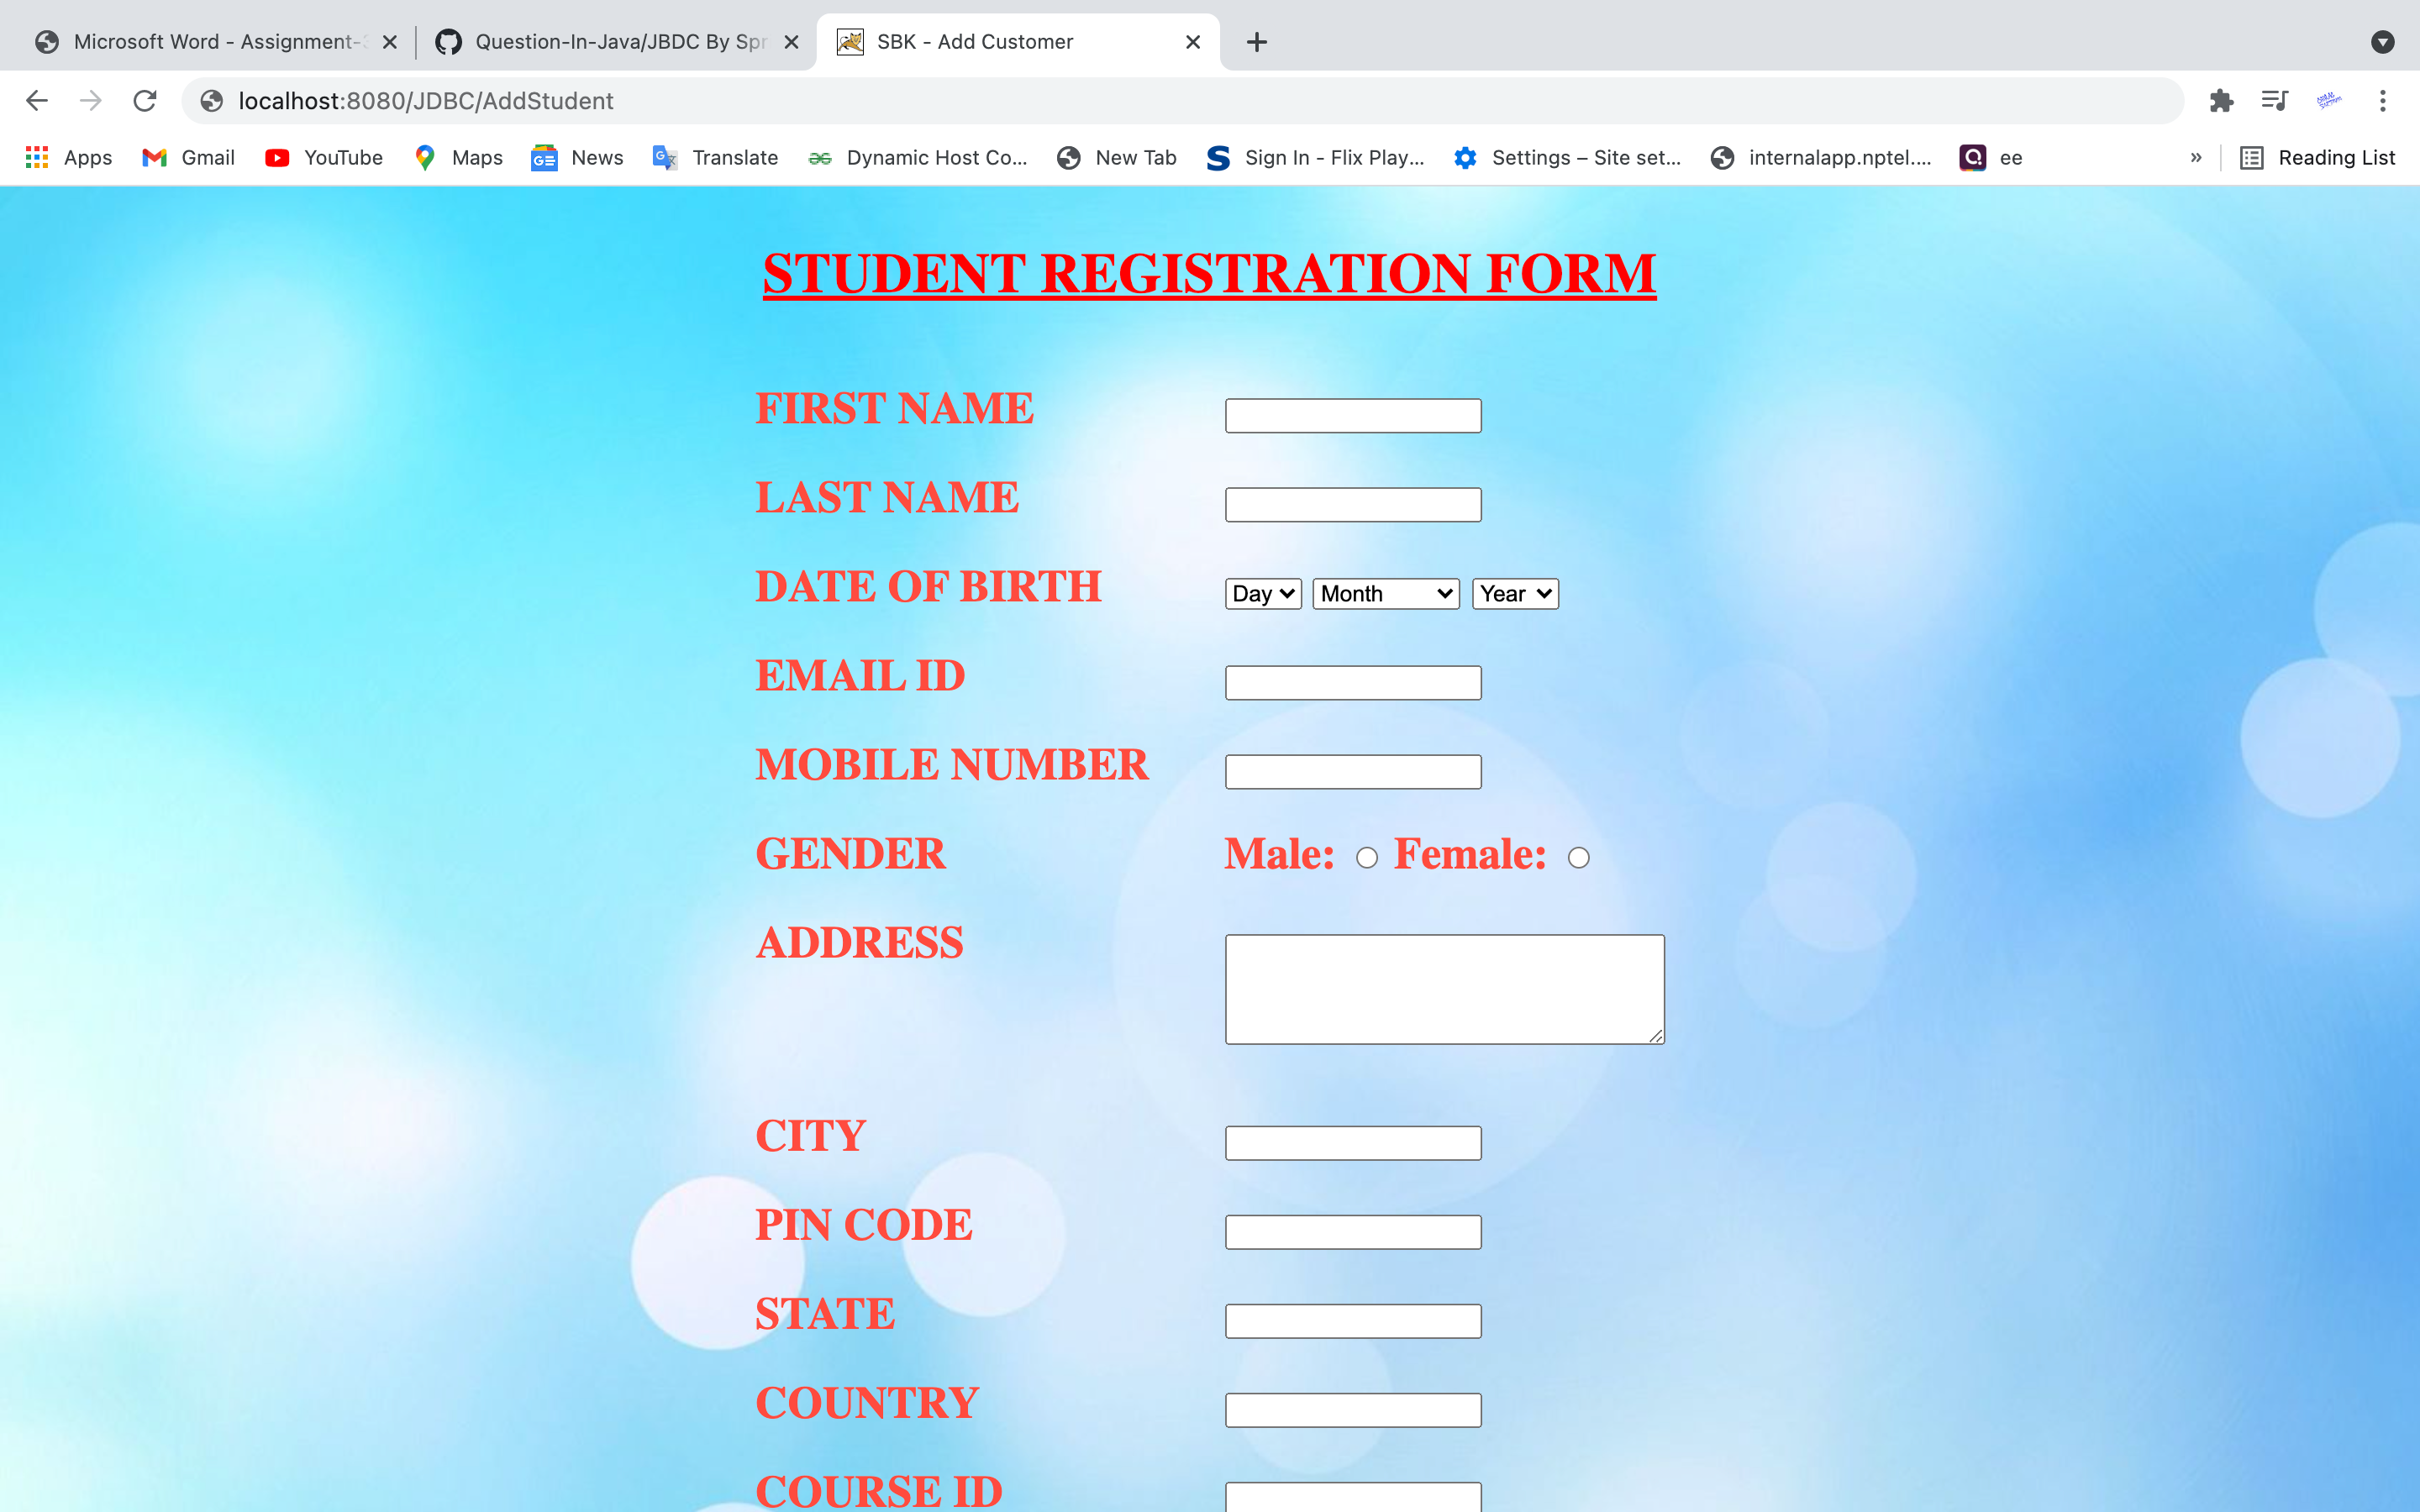 Microsoft Word - Assignment-
Question-In-Java/JBDC By Spr
SBK - Add Customer
localhost:8080/JDBC/AddStudent
Apps
Gmail
YouTube
Maps
News
Translate
Dynamic Host Co...
New Tab
Sign In - Flix Play...
Settings – Site set...
internalapp.nptel....
ee
»
Reading List
STUDENT REGISTRATION FORM
FIRST NAME
LAST NAME
DATE OF BIRTH
Day Month Year
EMAIL ID
MOBILE NUMBER
GENDER
Male: Female:
ADDRESS
CITY
PIN CODE
STATE
COUNTRY
COURSE ID